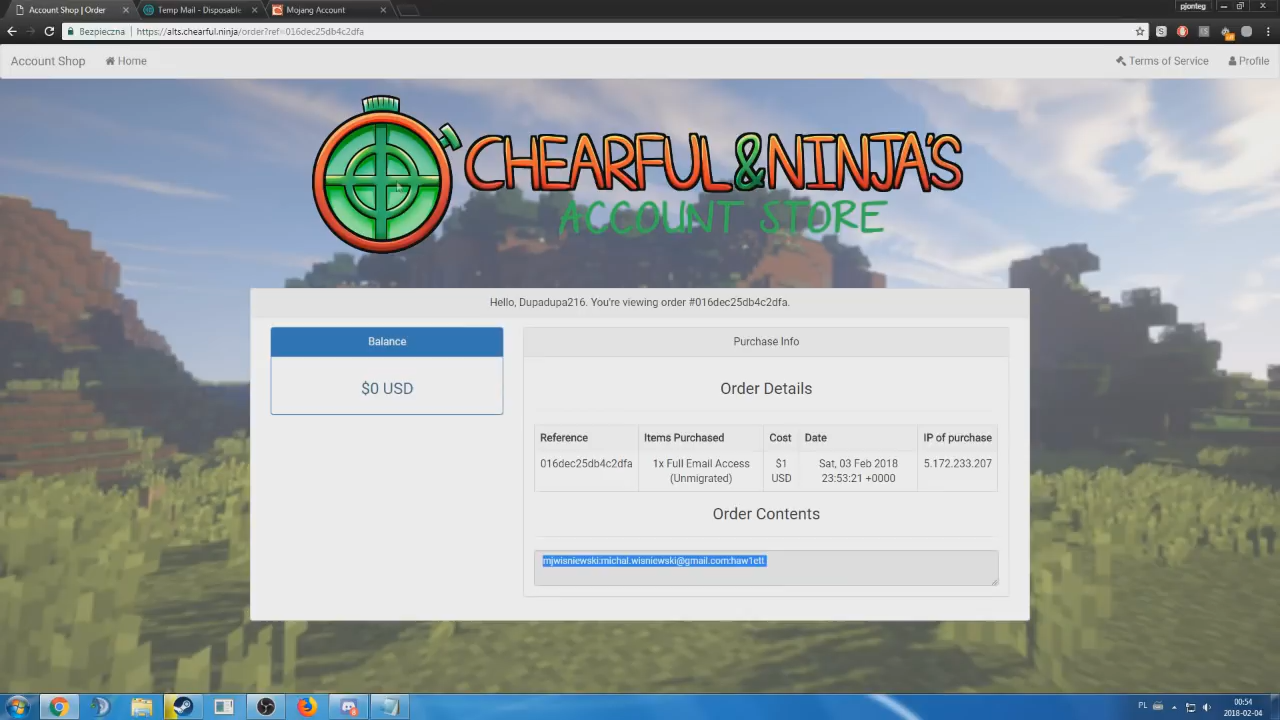 Account Shop | Order
Temp Mail - Disposable
Mojang Account
pjonteg
Bezpieczna
https://alts.chearful.ninja/order?ref=016dec25db4c2dfa
Account Shop
Home
Terms of Service
Profile
CHEARFUL&NINJA'S
ACCOUNT STORE
Hello, Dupadupa216. You're viewing order #016dec25db4c2dfa.
Balance
$0 USD
Purchase Info
Order Details
Reference
Items Purchased
Cost
Date
IP of purchase
016dec25db4c2dfa
1x Full Email Access
(Unmigrated)
$1
USD
Sat, 03 Feb 2018
23:53:21 +0000
5.172.233.207
Order Contents
PL
00:54
2018-02-04